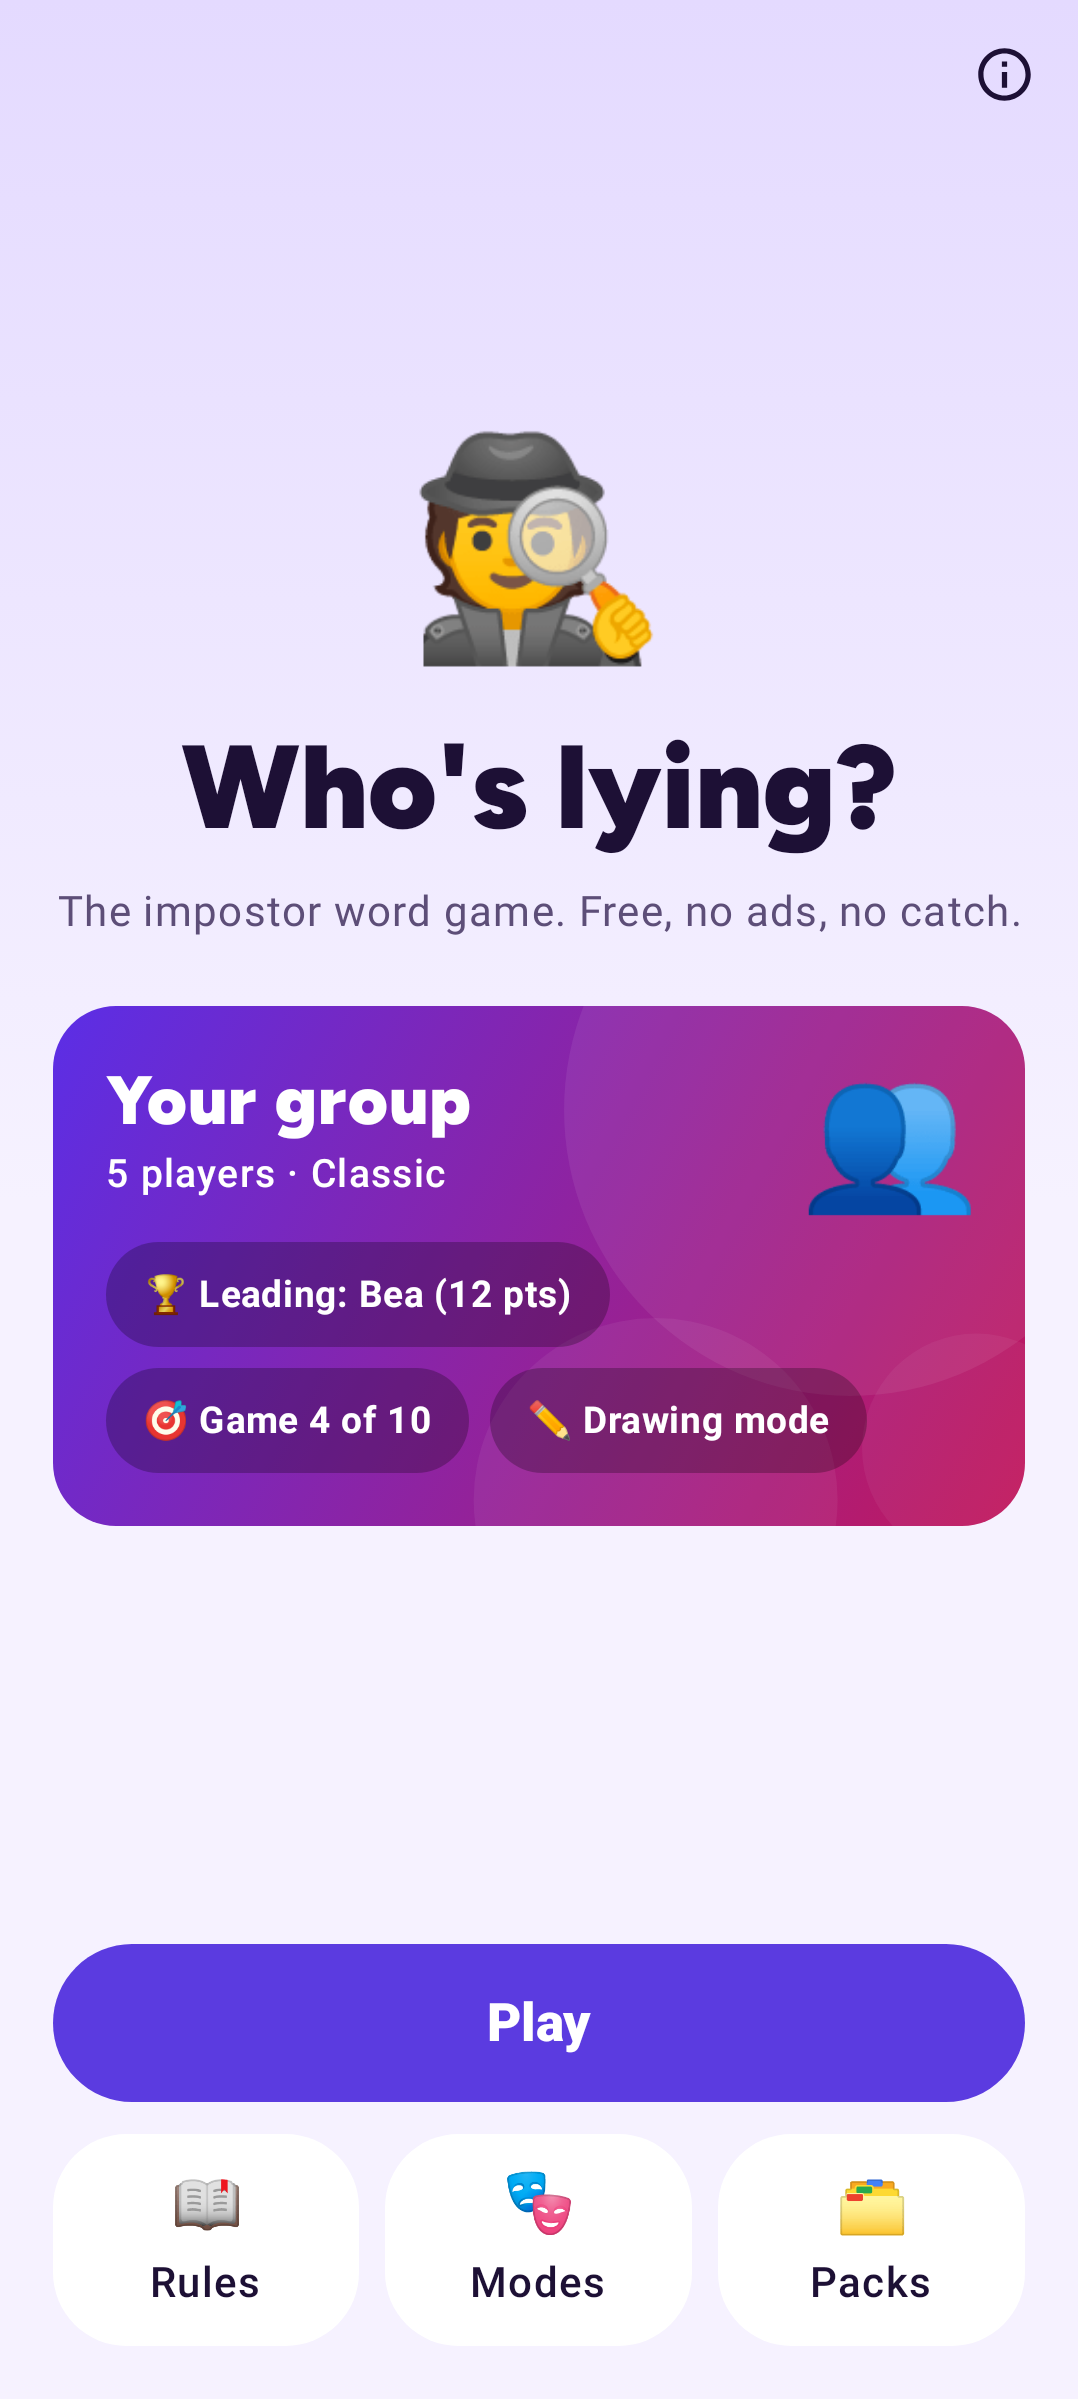 Who's lying?
The impostor word game. Free, no ads, no catch.
Your group
5 players · Classic
🏆 Leading: Bea (12 pts)
🎯 Game 4 of 10
✏️ Drawing mode
Play
Rules
Modes
Packs